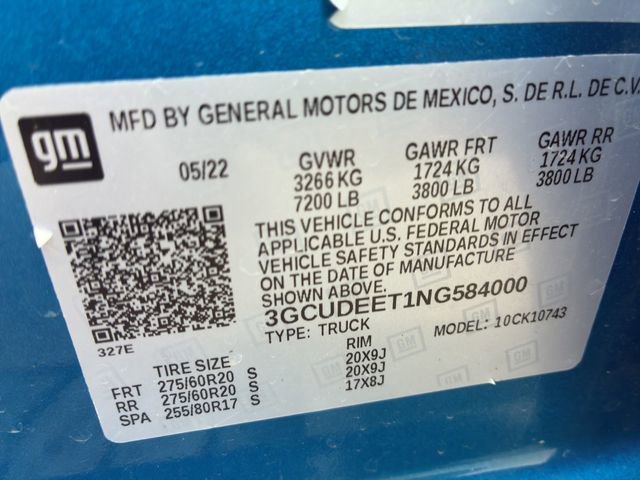 gm
MFD BY GENERAL MOTORS DE MEXICO, S. DE R.L. DE C.V.
05/22
GVWR
3266 KG
7200 LB
GAWR FRT
1724 KG
3800 LB
GAWR RR
1724 KG
3800 LB
THIS VEHICLE CONFORMS TO ALL
APPLICABLE U.S. FEDERAL MOTOR
VEHICLE SAFETY STANDARDS IN EFFECT
ON THE DATE OF MANUFACTURE
SHOWN ABOVE.
3GCUDEET1NG584000
TYPE: TRUCK
MODEL: 10CK10743
327E
TIRE SIZE
RIM
FRT 275/60R20 S 20X9J
RR 275/60R20 S 20X9J
SPA 255/80R17 S 17X8J